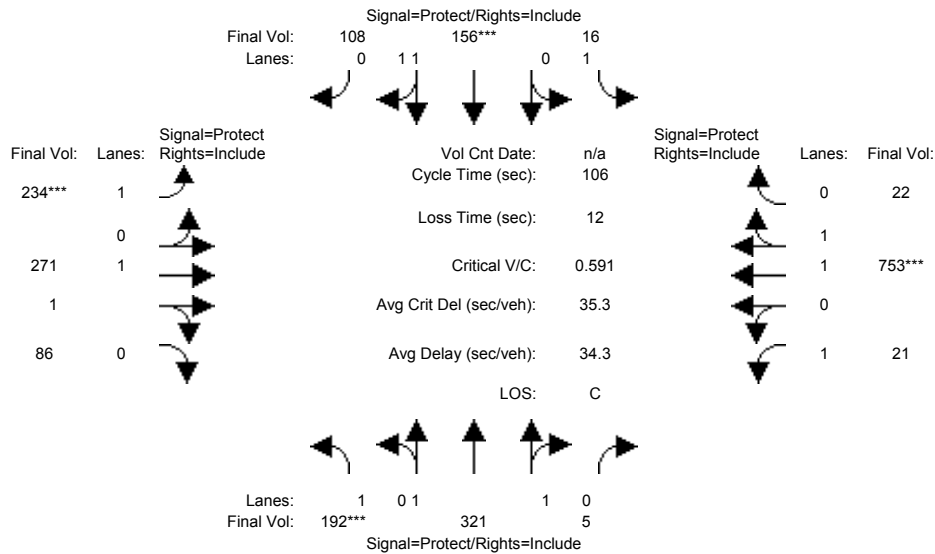 Signal=Protect/Rights=Include
Final Vol: 108 156*** 16
Lanes: 0 1 1 0 1
Signal=Protect
Final Vol: Lanes: Rights=Include
Vol Cnt Date: n/a
Cycle Time (sec): 106
Loss Time (sec): 12
Critical V/C: 0.591
Avg Crit Del (sec/veh): 35.3
Avg Delay (sec/veh): 34.3
LOS: C
234*** 1
0
271 1
1
86 0
Signal=Protect
Rights=Include Lanes: Final Vol:
0 22
1
1 753***
0
1 21
Lanes: 1 0 1 1 0
Final Vol: 192*** 321 5
Signal=Protect/Rights=Include